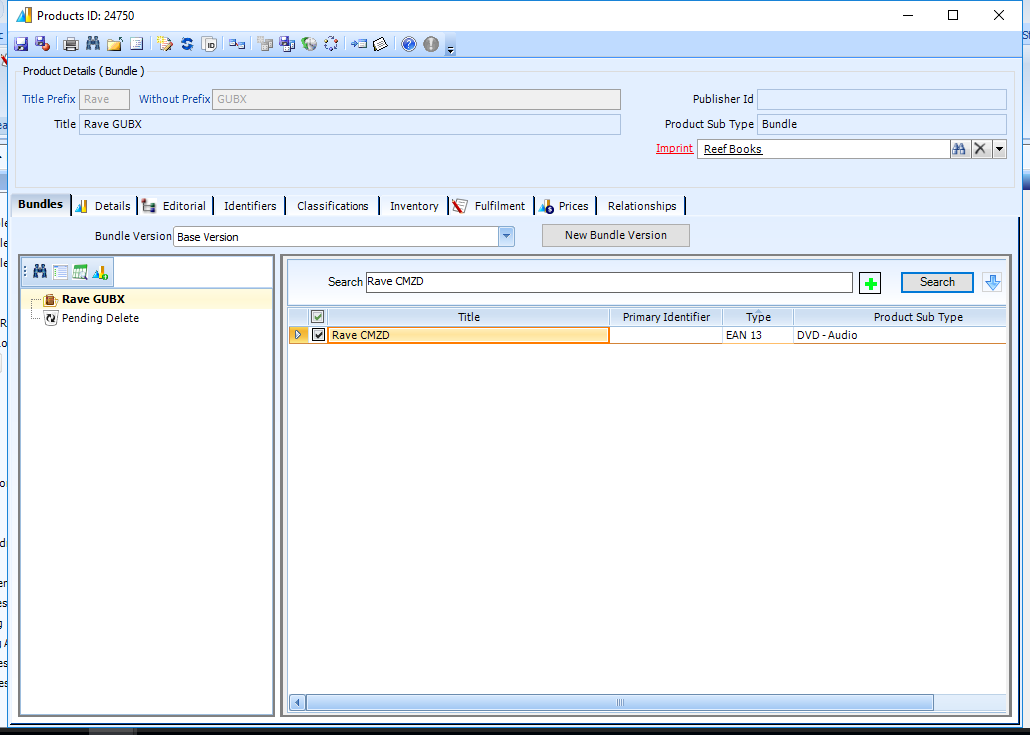 Products ID: 24750
Product Details ( Bundle )
Title Prefix Rave Without Prefix GUBX Publisher Id
Title Rave GUBX Product Sub Type Bundle
Imprint Reef Books
Bundles Details Editorial Identifiers Classifications Inventory Fulfilment Prices Relationships
Bundle Version Base Version New Bundle Version
Search Rave CMZD Search
Title Primary Identifier Type Product Sub Type
Rave GUBX
Pending Delete
Rave CMZD EAN 13 DVD - Audio